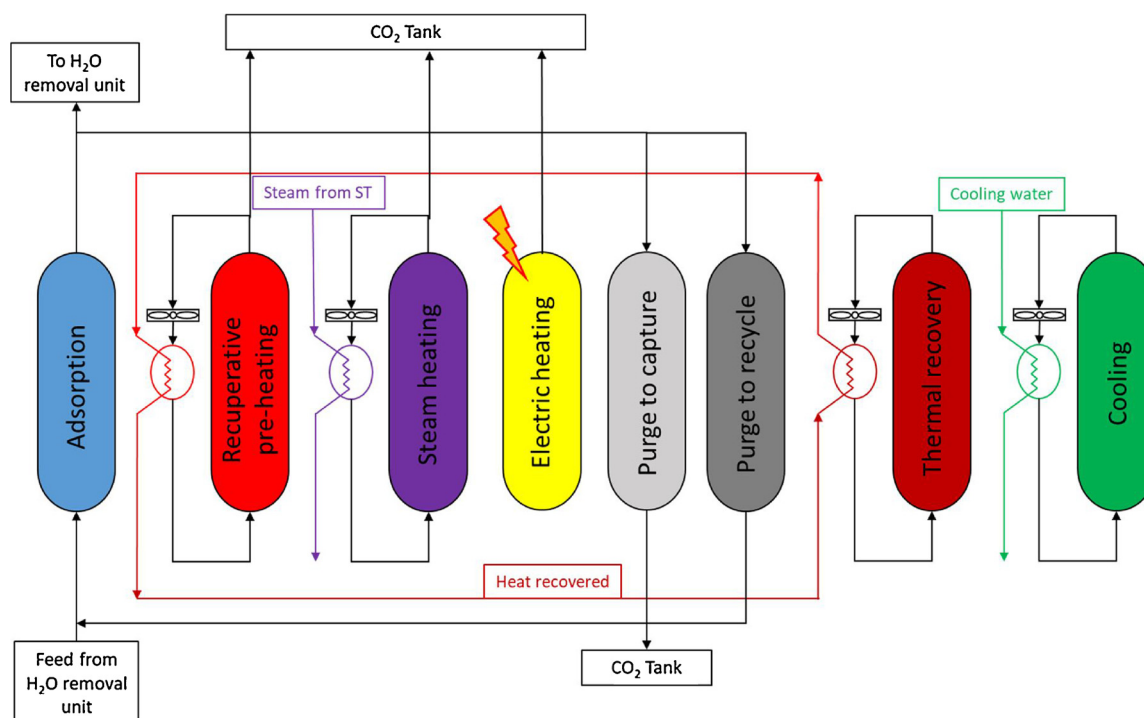 CO₂ Tank
To H₂O
removal unit
Steam from ST
Cooling water
Adsorption
Recuperative
pre-heating
Steam heating
Electric heating
Purge to capture
Purge to recycle
Thermal recovery
Cooling
Heat recovered
Feed from
H₂O removal
unit
CO₂ Tank